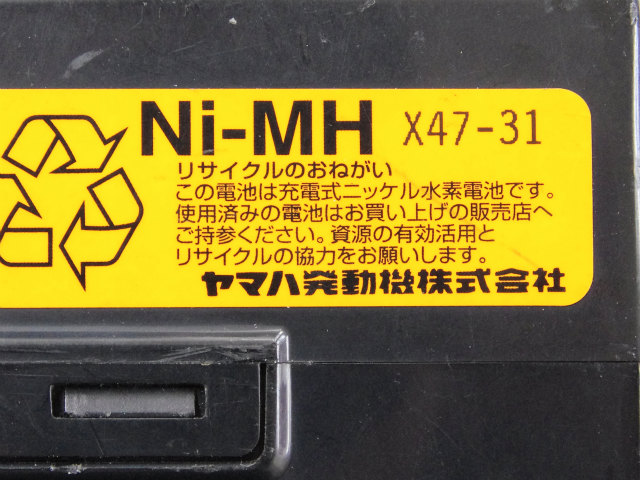 Ni-MH X47-31
リサイクルのおねがい
この電池は充電式ニッケル水素電池です。
使用済みの電池はお買い上げの販売店へ
ご持参ください。資源の有効活用と
リサイクルの協力をお願いします。
ヤマハ発動機株式会社